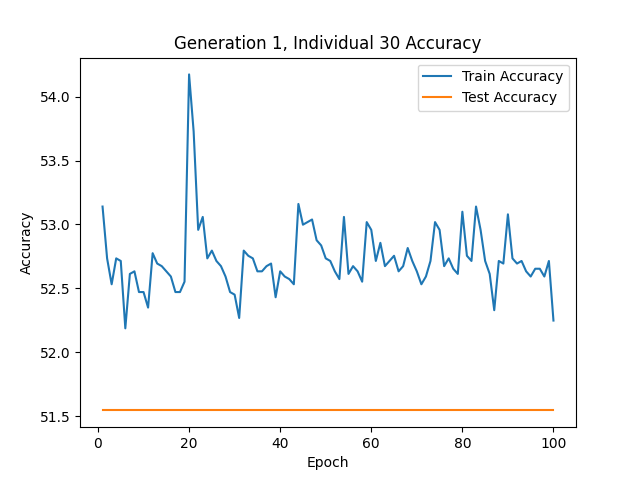 Generation 1, Individual 30 Accuracy
Train Accuracy
Test Accuracy
54.0
53.5
53.0
52.5
52.0
51.5
Accuracy
0 20 40 60 80 100
Epoch